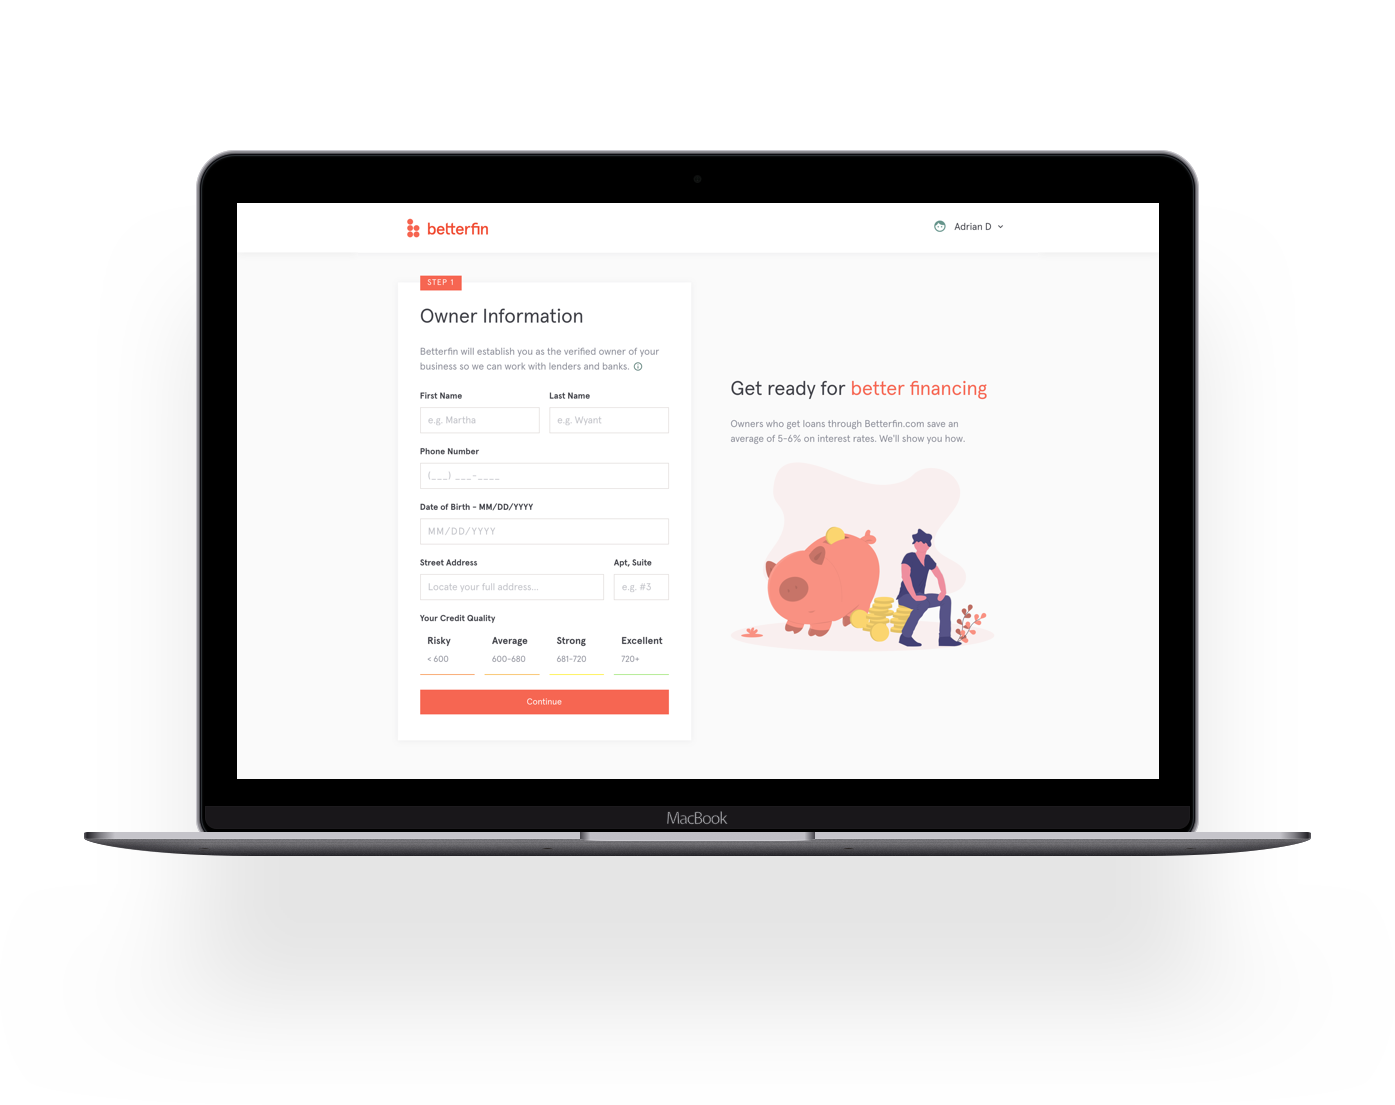 betterfin
Adrian D
STEP 1
Owner Information
Betterfin will establish you as the verified owner of your
business so we can work with lenders and banks.
First Name
Last Name
e.g. Martha
e.g. Wyant
Phone Number
(___) ___-____
Date of Birth - MM/DD/YYYY
MM/DD/YYYY
Street Address
Apt, Suite
Locate your full address...
e.g. #3
Your Credit Quality
Risky
Average
Strong
Excellent
< 600
600-680
681-720
720+
Continue
Get ready for better financing
Owners who get loans through Betterfin.com save an
average of 5-6% on interest rates. We'll show you how.
MacBook